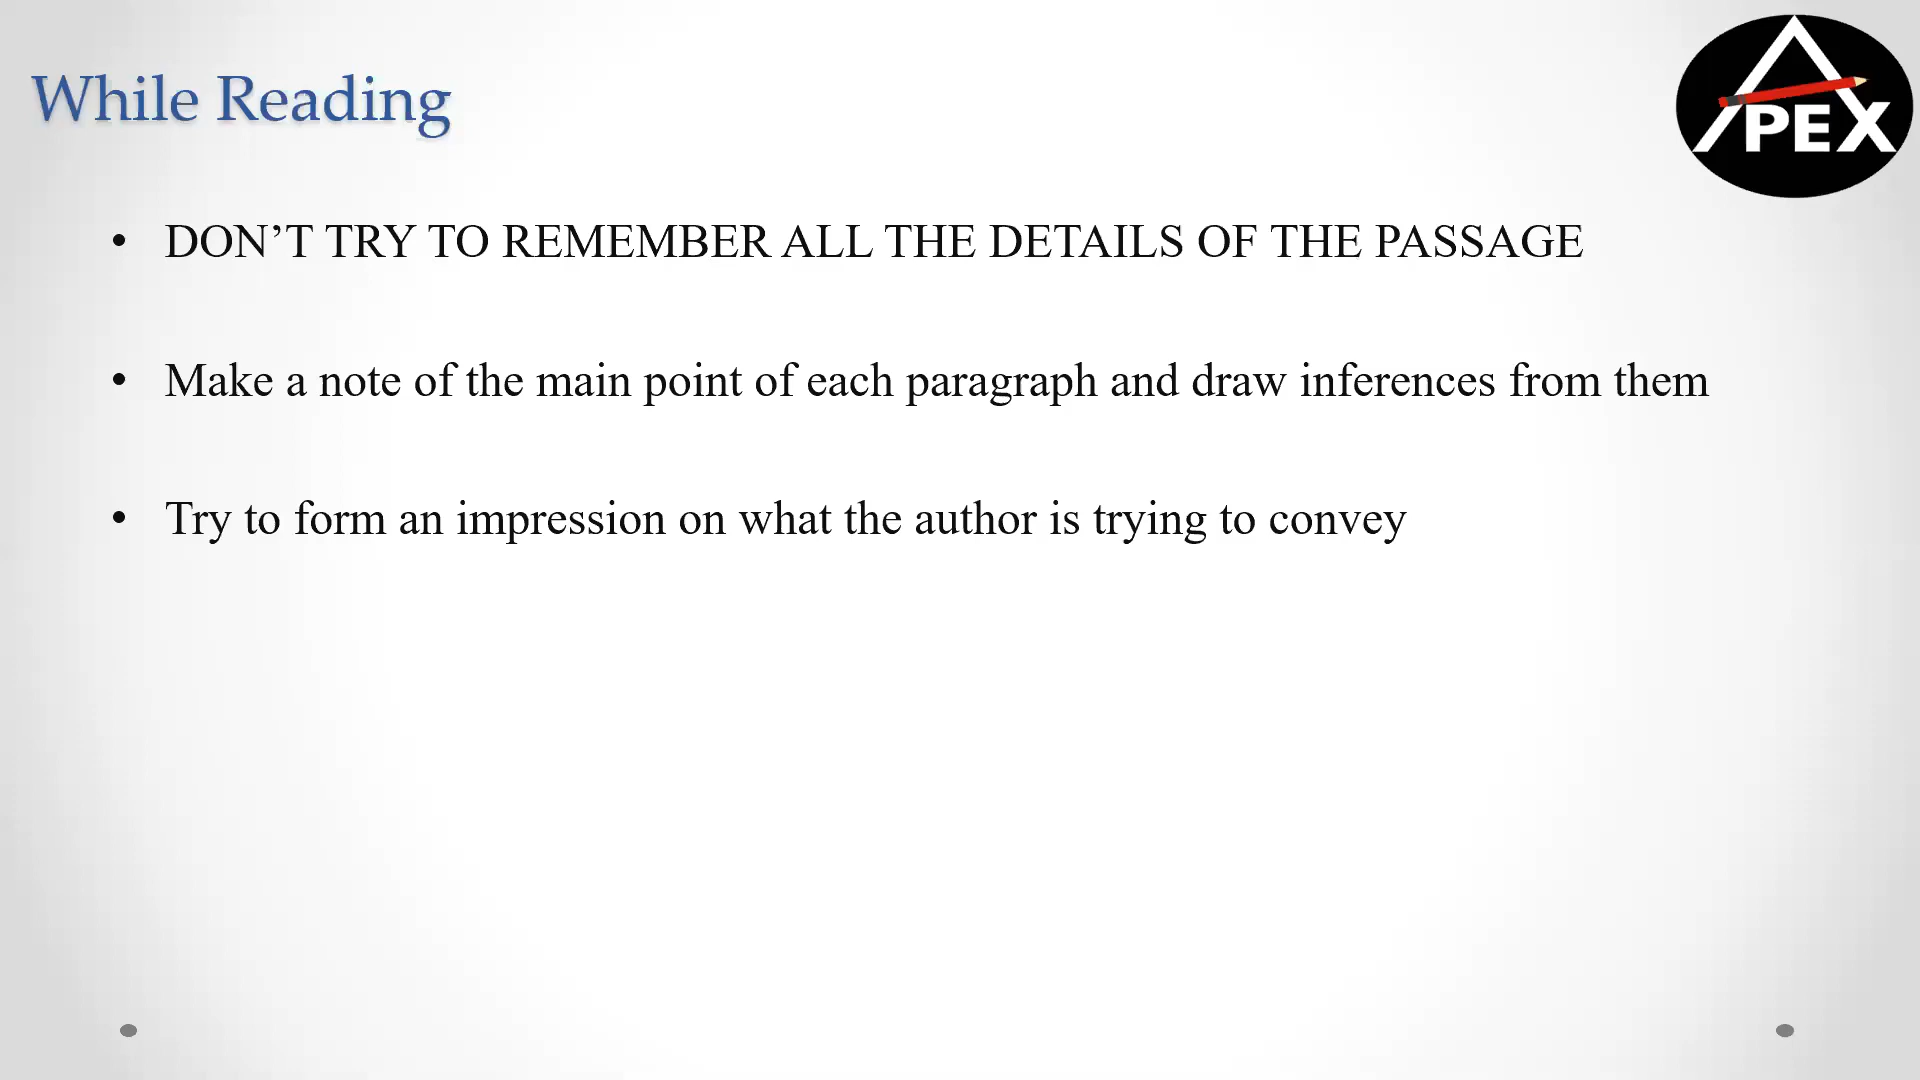 While Reading
APEX
• DON’T TRY TO REMEMBER ALL THE DETAILS OF THE PASSAGE
• Make a note of the main point of each paragraph and draw inferences from them
• Try to form an impression on what the author is trying to convey